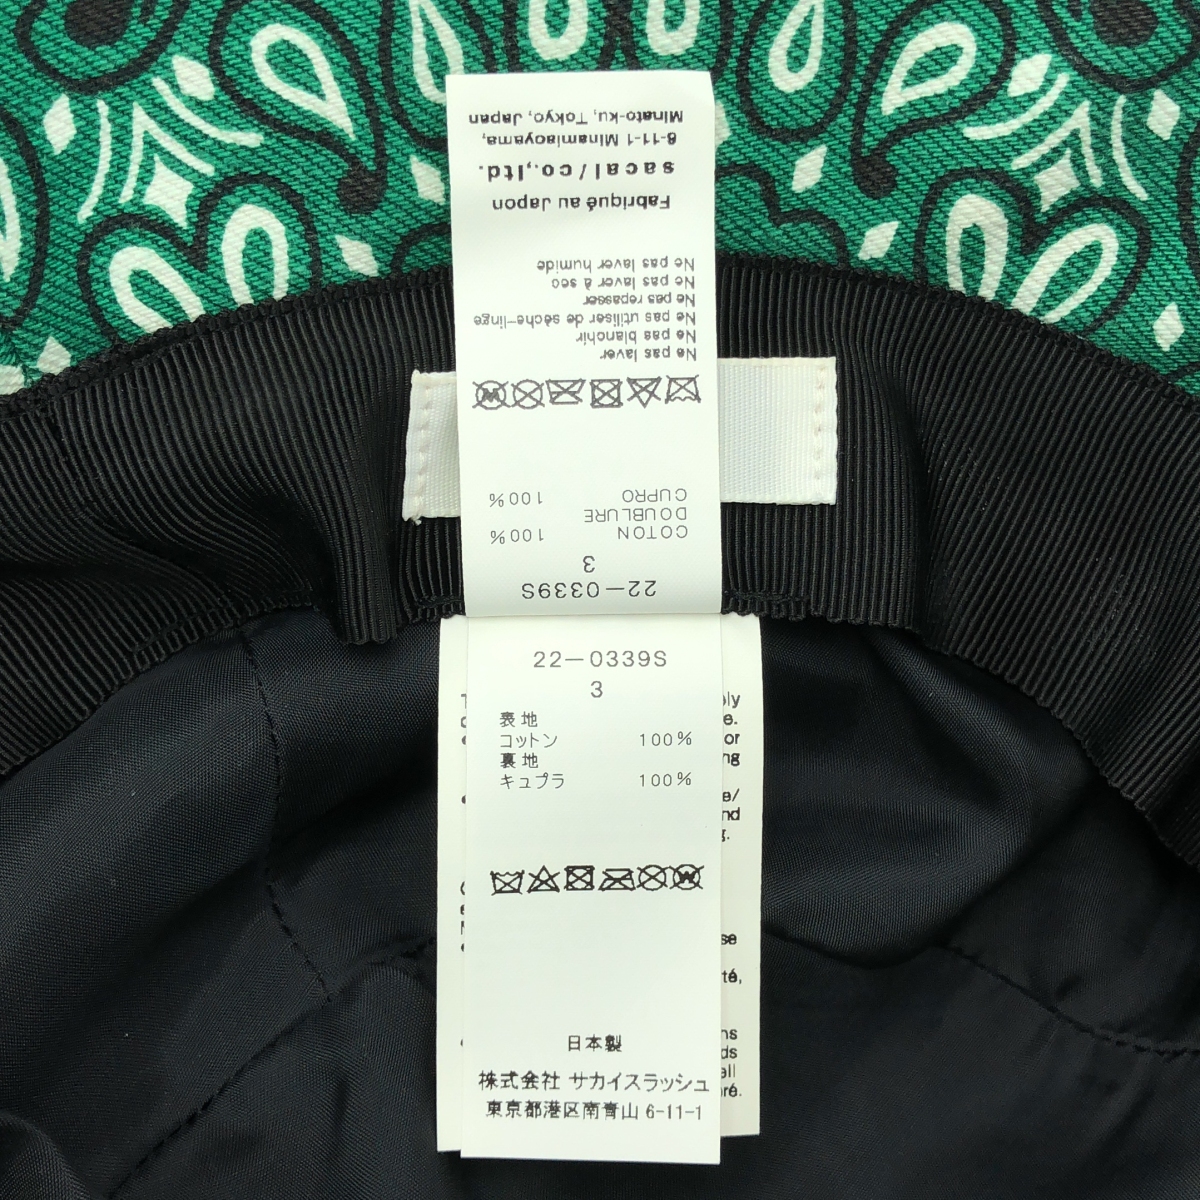 Minato-ku, Tokyo, Japan
6-11-1 Minamiaoyama,
sacai/co.,ltd.
Fabriqué au Japon
Ne pas laver humide
Ne pas laver à sec
Ne pas repasser
Ne pas utiliser de sèche-linge
Ne pas blanchir
Ne pas laver
CUPRO 100%
DOUBLURE
COTON 100%
3
22-0339S
22-0339S
3
表地
コットン 100%
裏地
キュプラ 100%
日本製
株式会社 サカイスラッシュ
東京都港区南青山 6-11-1